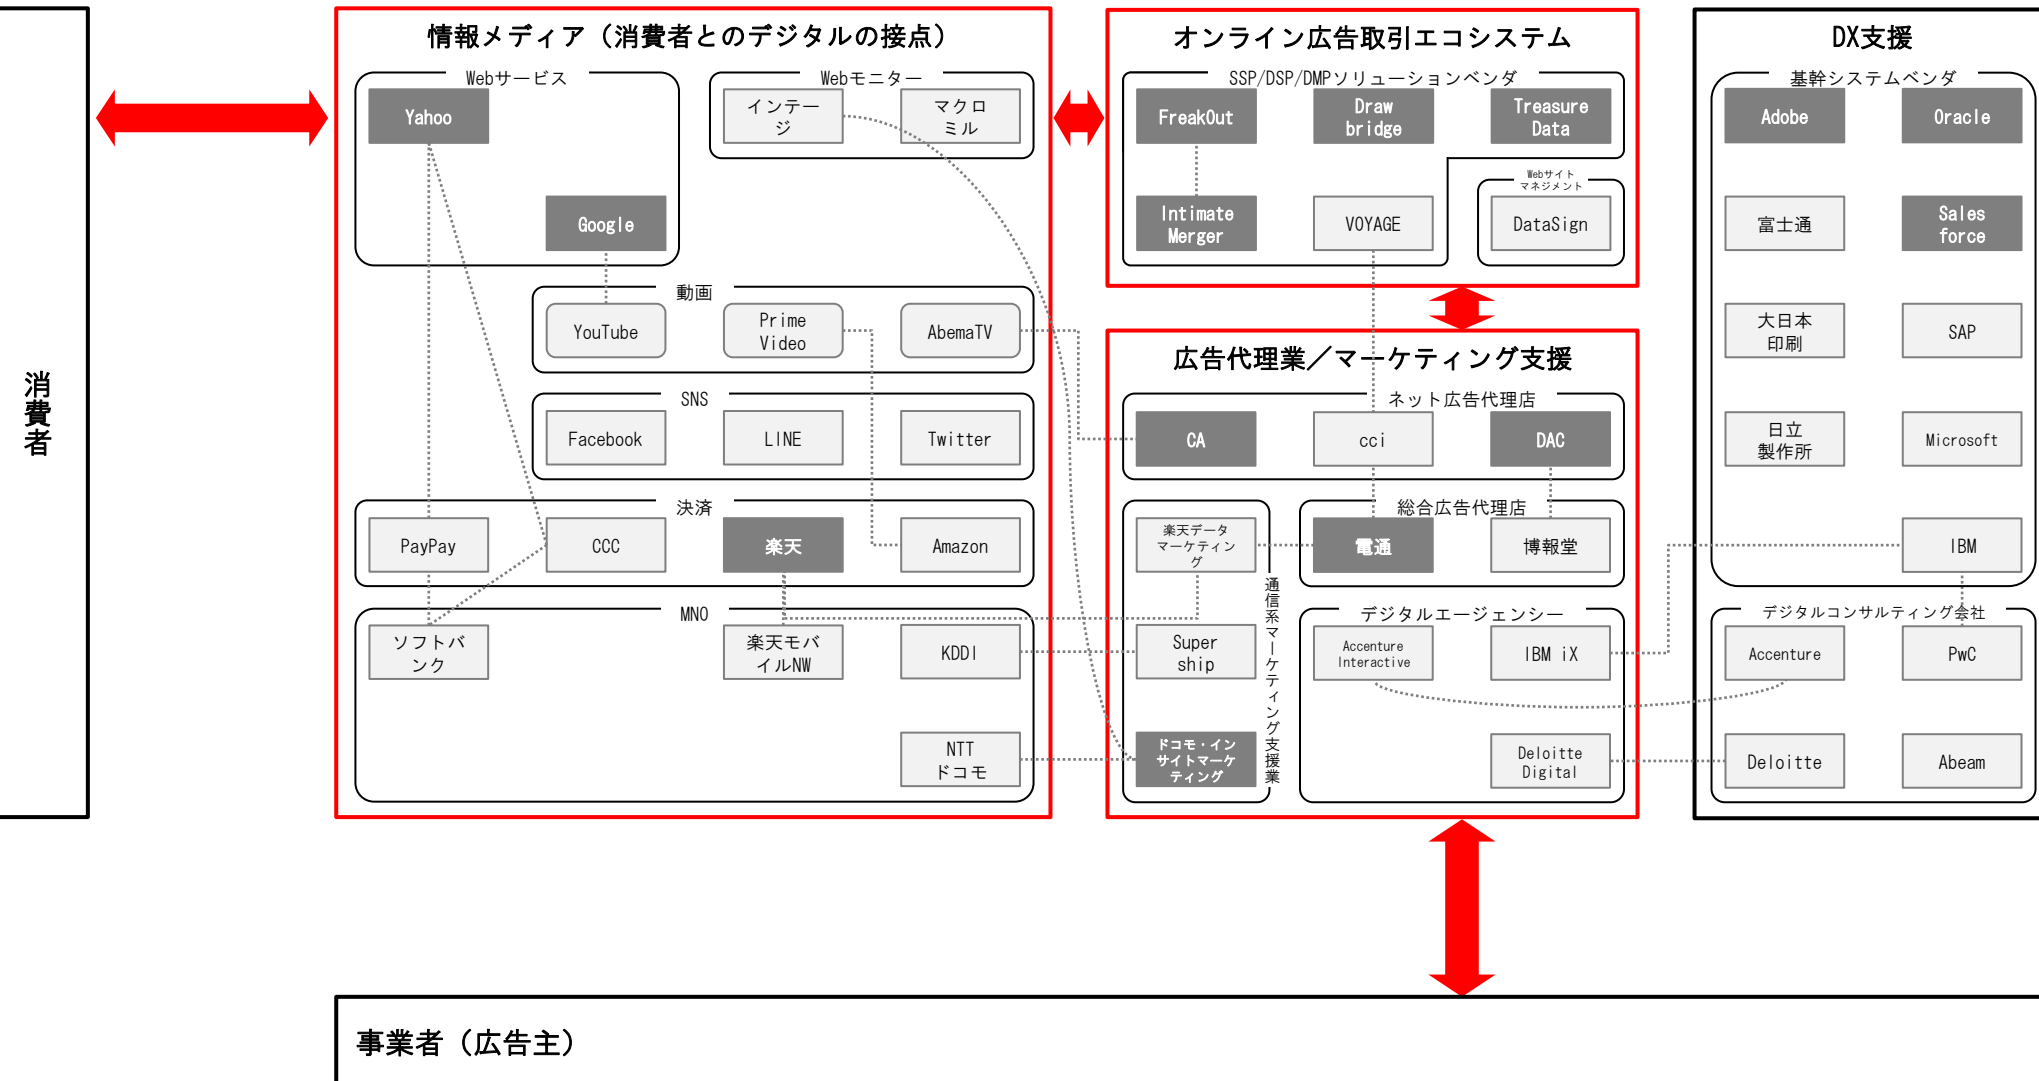 消費者
情報メディア（消費者とのデジタルの接点）
Webサービス
Yahoo
Google
Webモニター
インテー
ジ
マクロ
ミル
動画
YouTube
Prime
Video
AbemaTV
SNS
Facebook
LINE
Twitter
決済
PayPay
CCC
楽天
Amazon
MNO
ソフトバ
ンク
楽天モバ
イルNW
KDDI
NTT
ドコモ
オンライン広告取引エコシステム
SSP/DSP/DMPソリューションベンダ
FreakOut
Draw
bridge
Treasure
Data
Intimate
Merger
VOYAGE
Webサイト
マネジメント
DataSign
広告代理業／マーケティング支援
ネット広告代理店
CA
cci
DAC
総合広告代理店
電通
博報堂
通信系マーケティング支援業
楽天データ
マーケティン
グ
Super
ship
ドコモ・イン
サイトマーケ
ティング
デジタルエージェンシー
Accenture
Interactive
IBM iX
Deloitte
Digital
DX支援
基幹システムベンダ
Adobe
Oracle
富士通
Sales
force
大日本
印刷
SAP
日立
製作所
Microsoft
IBM
デジタルコンサルティング会社
Accenture
PwC
Deloitte
Abeam
事業者（広告主）